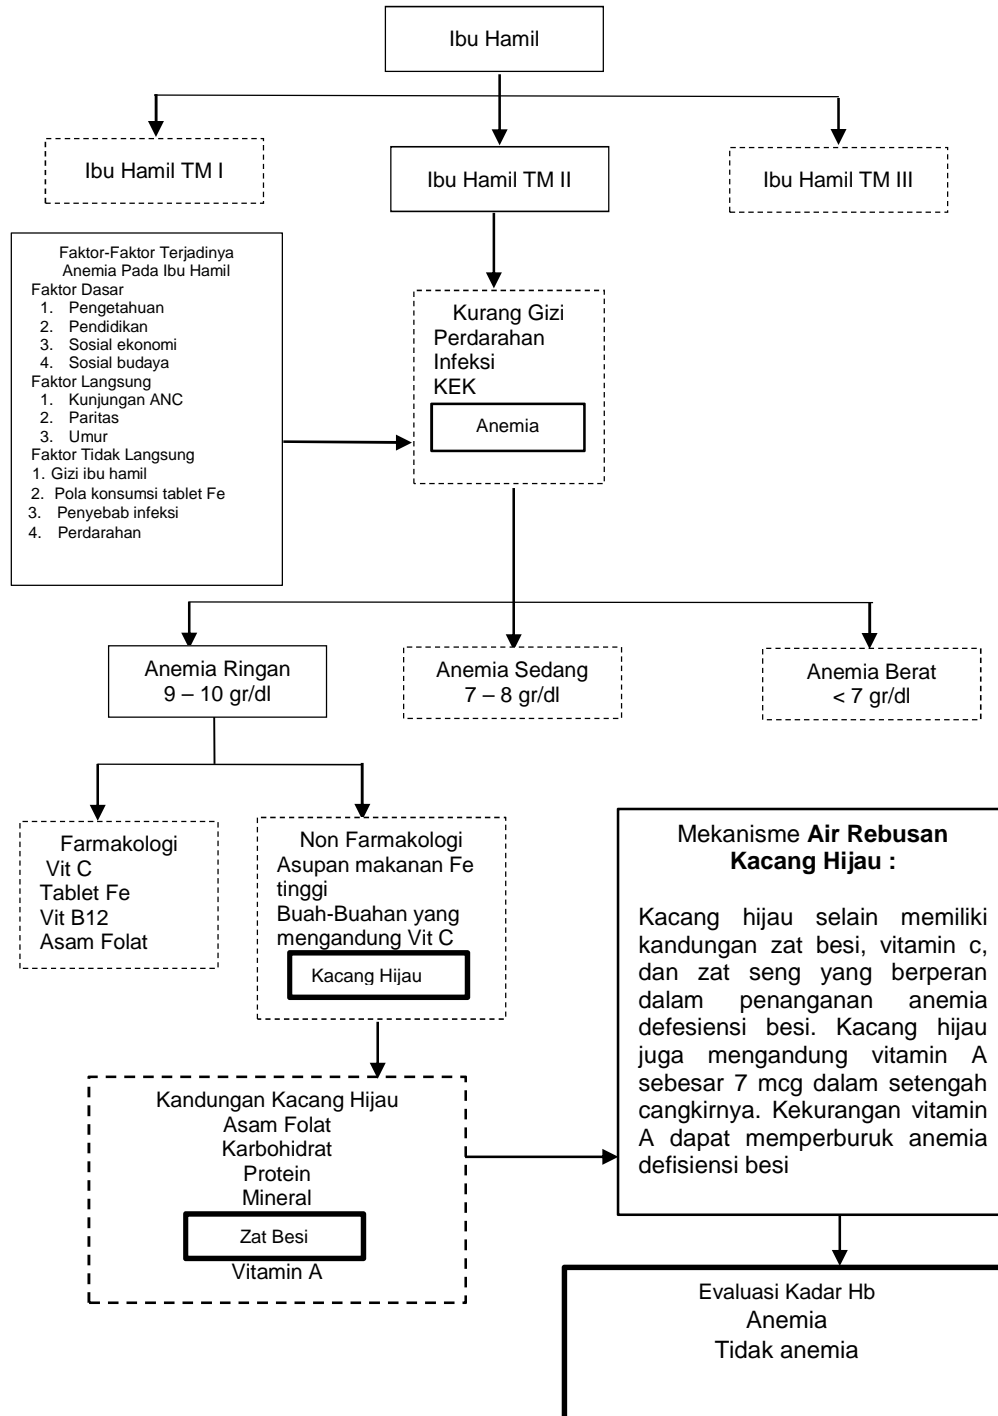 Ibu Hamil
Ibu Hamil TM I
Ibu Hamil TM II
Ibu Hamil TM III
Faktor-Faktor Terjadinya
Anemia Pada Ibu Hamil
Faktor Dasar
1. Pengetahuan
2. Pendidikan
3. Sosial ekonomi
4. Sosial budaya
Faktor Langsung
1. Kunjungan ANC
2. Paritas
3. Umur
Faktor Tidak Langsung
1. Gizi ibu hamil
2. Pola konsumsi tablet Fe
3. Penyebab infeksi
4. Perdarahan
Kurang Gizi
Perdarahan
Infeksi
KEK
Anemia
Anemia Ringan
9 – 10 gr/dl
Anemia Sedang
7 – 8 gr/dl
Anemia Berat
< 7 gr/dl
Farmakologi
Vit C
Tablet Fe
Vit B12
Asam Folat
Non Farmakologi
Asupan makanan Fe
tinggi
Buah-Buahan yang
mengandung Vit C
Kacang Hijau
Kandungan Kacang Hijau
Asam Folat
Karbohidrat
Protein
Mineral
Zat Besi
Vitamin A
Mekanisme Air Rebusan
Kacang Hijau :
Kacang hijau selain memiliki
kandungan zat besi, vitamin c,
dan zat seng yang berperan
dalam penanganan anemia
defesiensi besi. Kacang hijau
juga mengandung vitamin A
sebesar 7 mcg dalam setengah
cangkirnya. Kekurangan vitamin
A dapat memperburuk anemia
defisiensi besi
Evaluasi Kadar Hb
Anemia
Tidak anemia